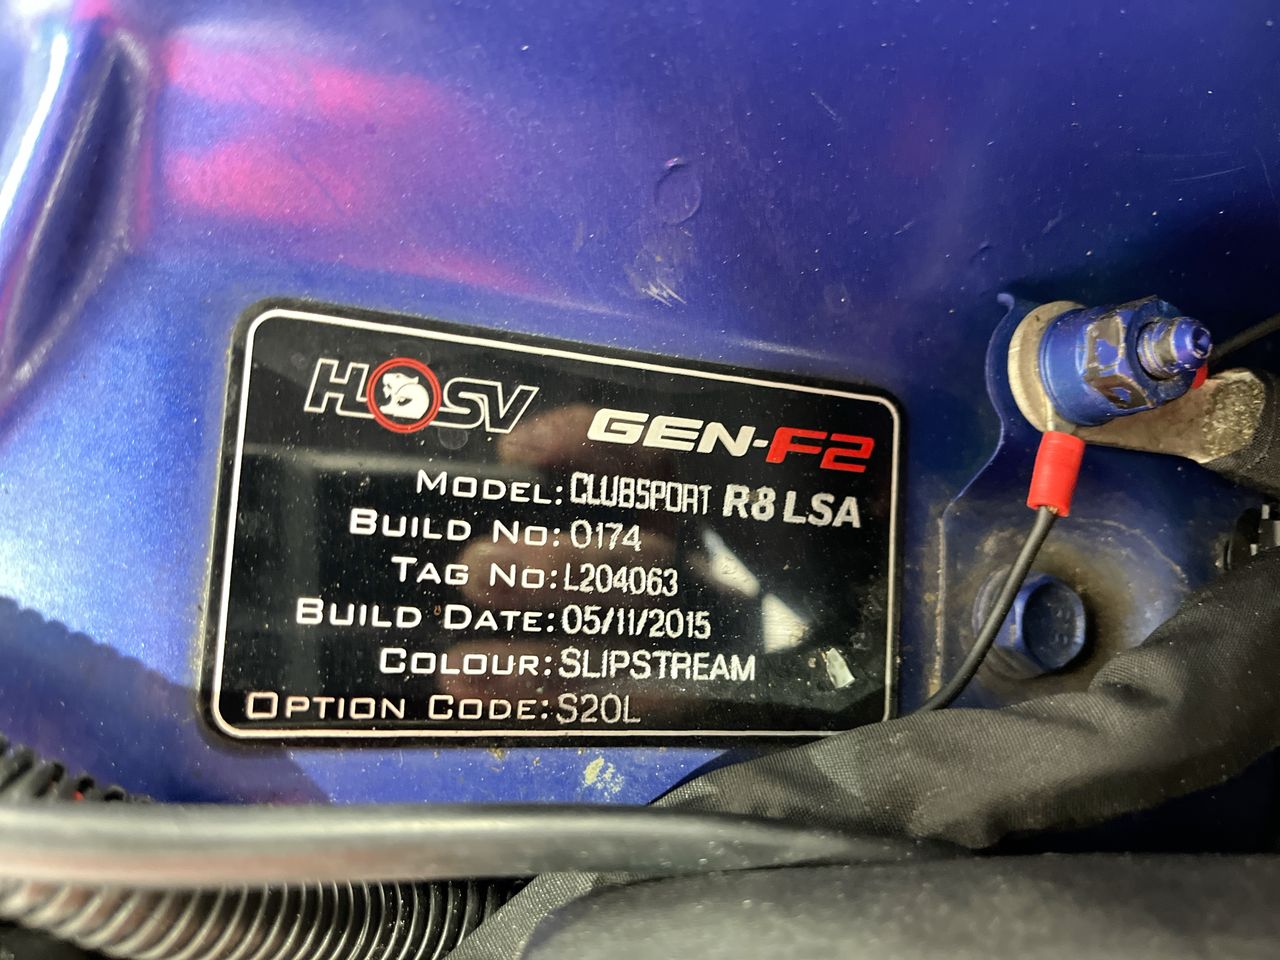 HSV GEN-F2
MODEL: CLUBSPORT R8 LSA
BUILD NO: 0174
TAG NO: L204063
BUILD DATE: 05/11/2015
COLOUR: SLIPSTREAM
OPTION CODE: S20L